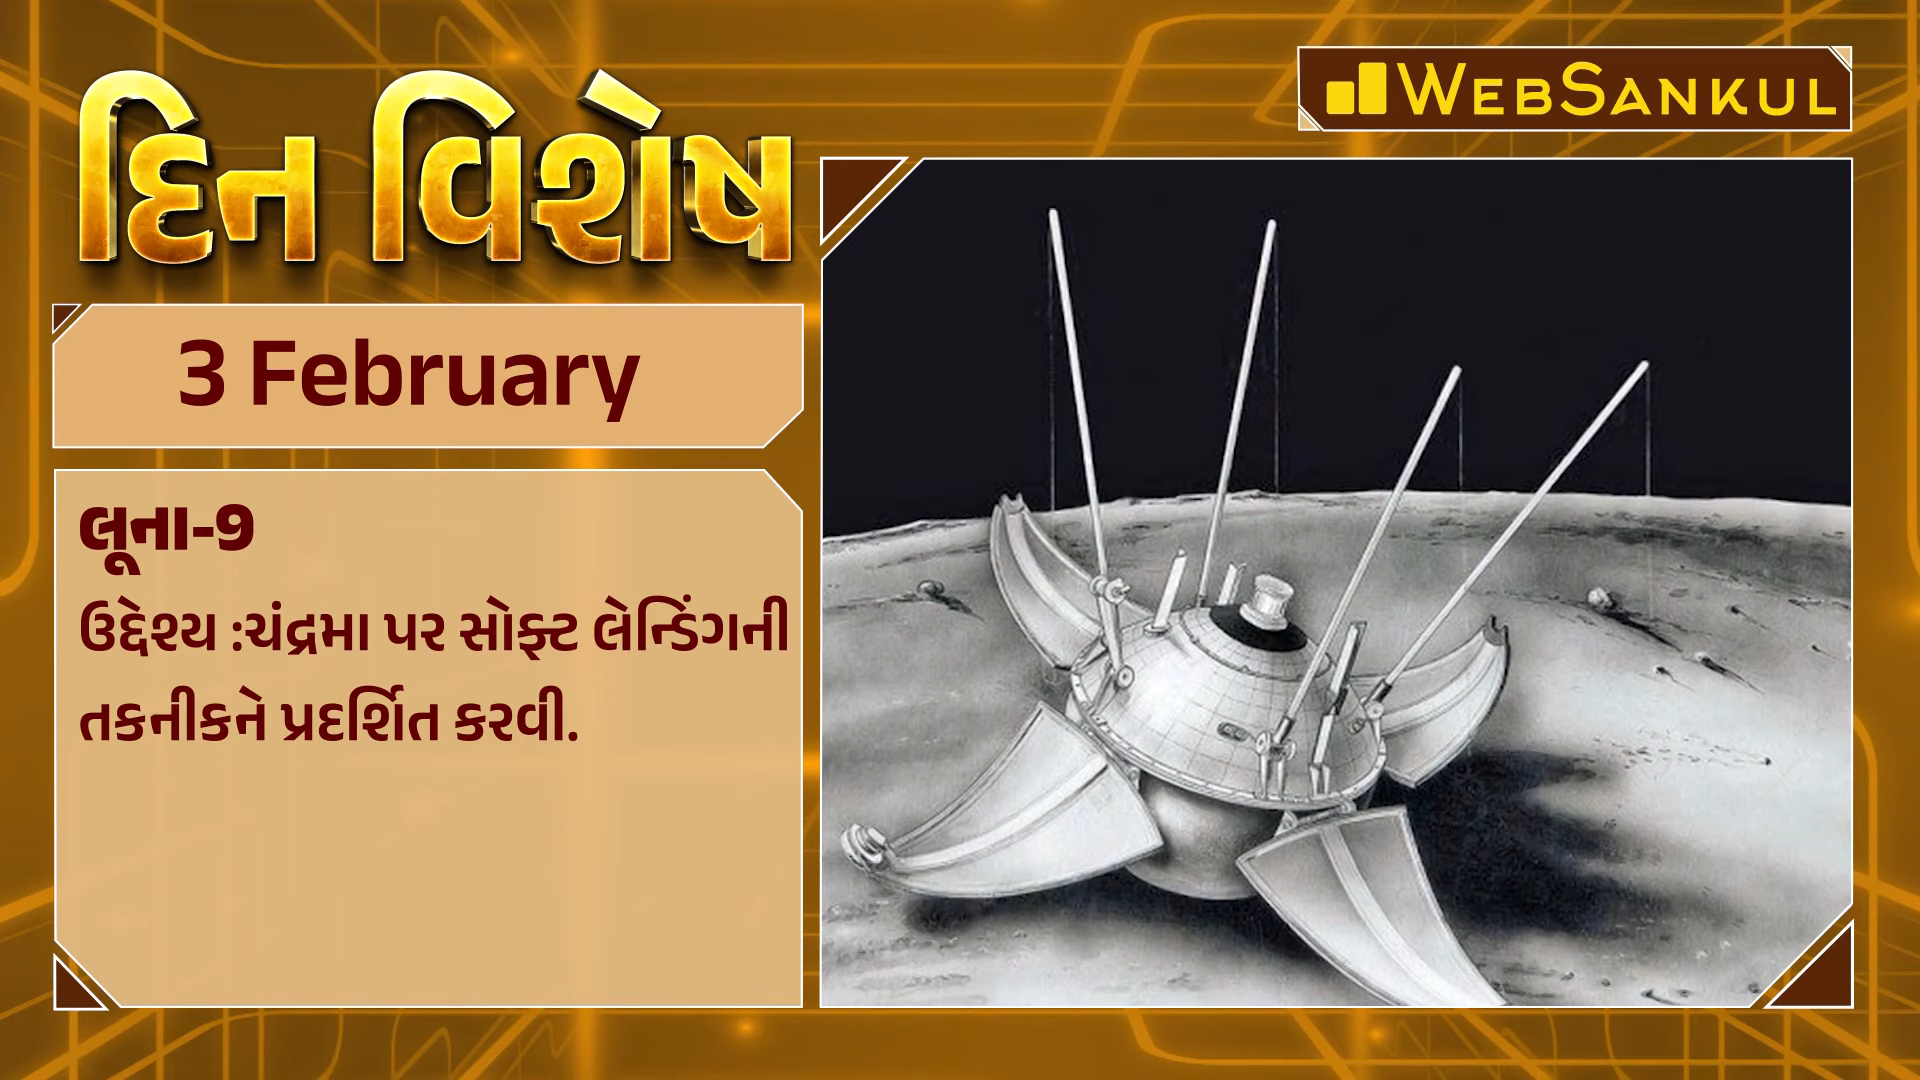 દિન વિશેષ
WEBSANKUL
3 February
લૂના-9
ઉદ્દેશ્ય :ચંદ્રમા પર સોફ્ટ લેન્ડિંગની
તકનીકને પ્રદર્શિત કરવી.